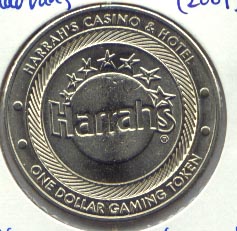 (2001)
HARRAH'S CASINO & HOTEL
Harrah's®
ONE DOLLAR GAMING TOKEN